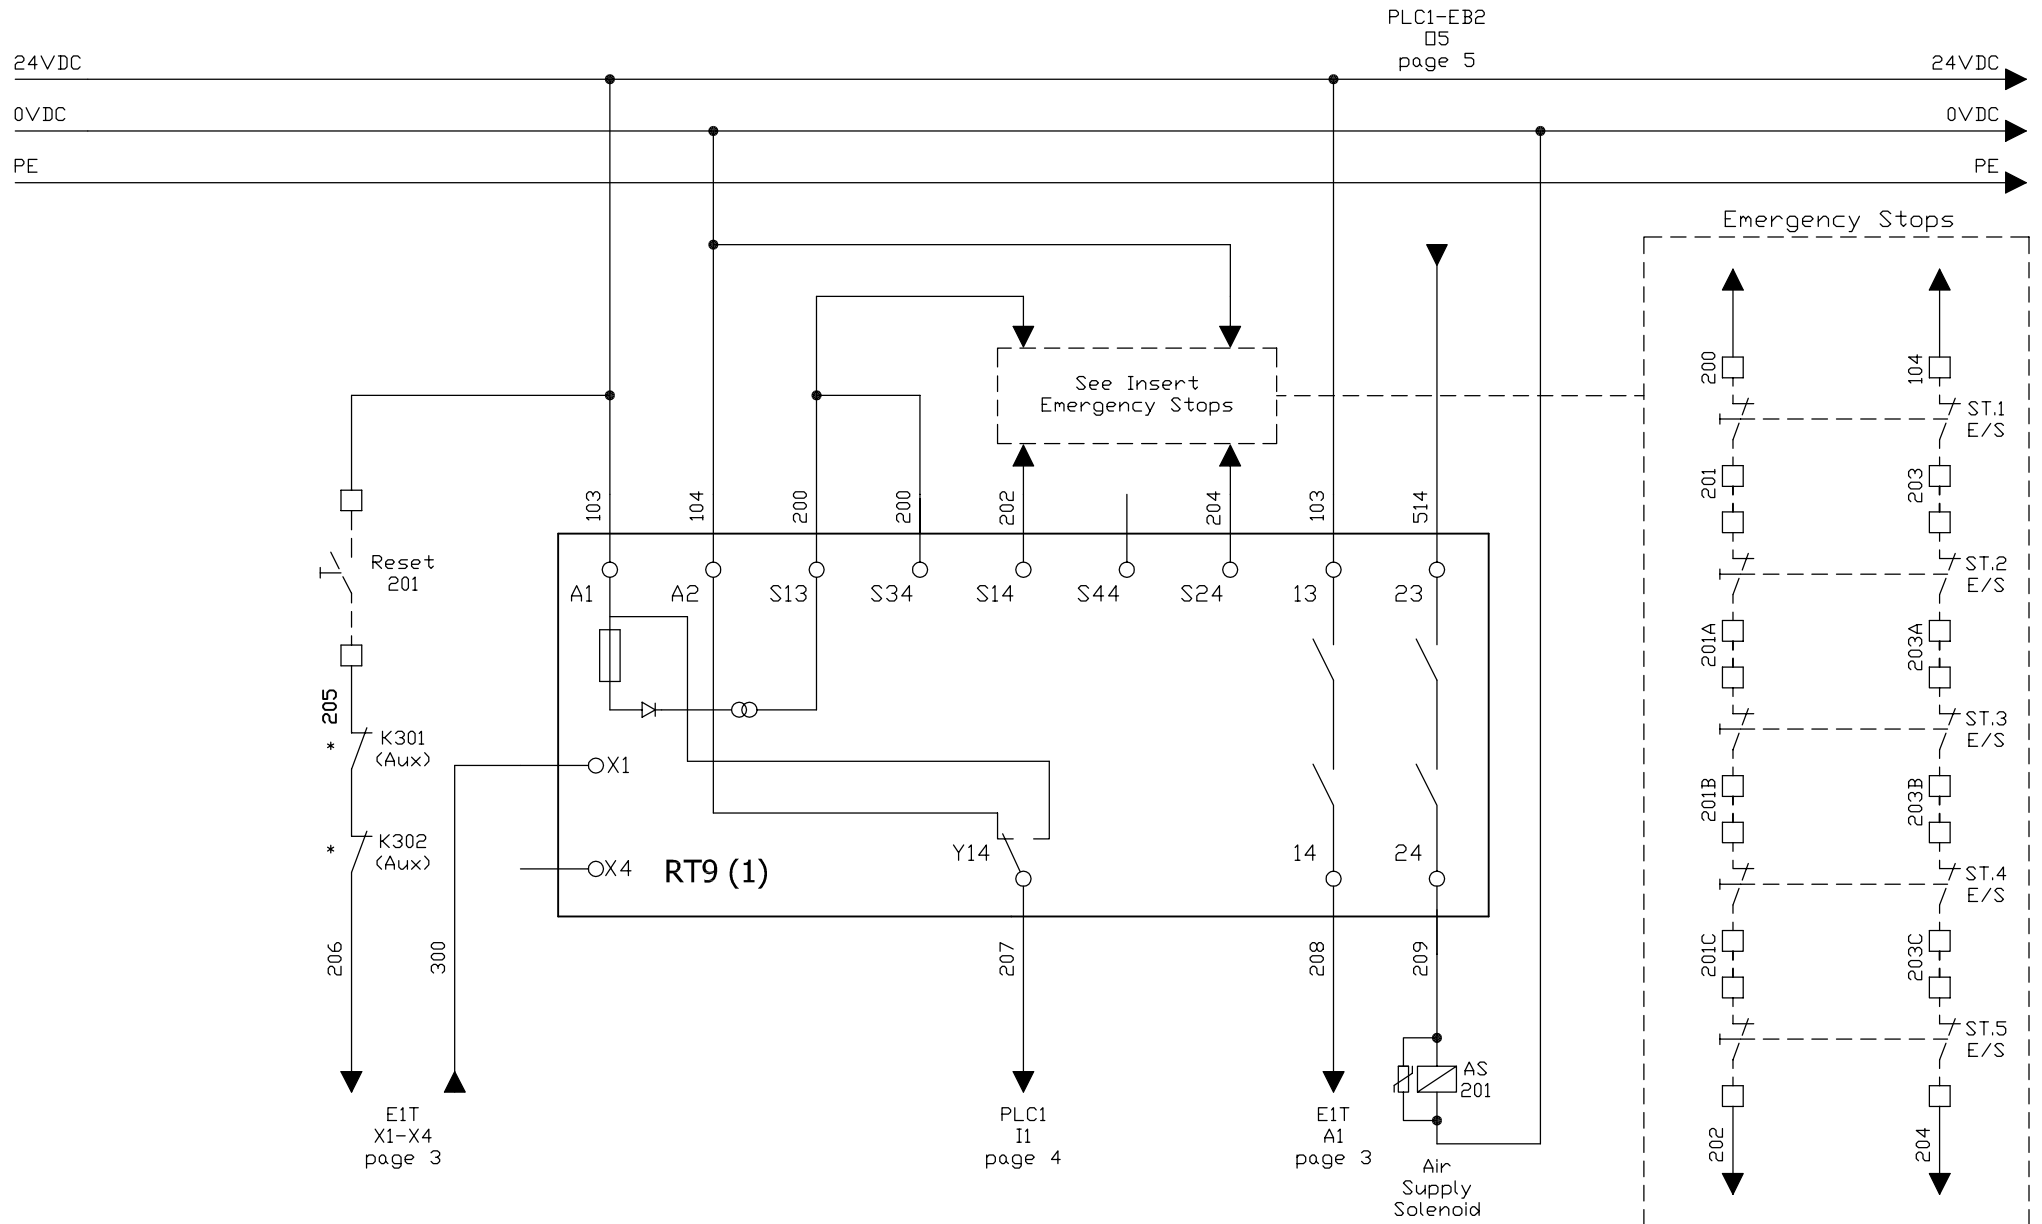 PLC1-EB2
□5
page 5
24VDC
24VDC
0VDC
0VDC
PE
PE
Emergency Stops
See Insert
Emergency Stops
103
104
200
200
202
204
103
514
Reset
201
A1
A2
S13
S34
S14
S44
S24
13
23
205
*
K301
(Aux)
*
K302
(Aux)
206
300
X1
X4
RT9 (1)
Y14
14
24
207
208
209
E1T
X1-X4
page 3
PLC1
I1
page 4
E1T
A1
page 3
AS
201
Air
Supply
Solenoid
200
104
ST.1
E/S
201
203
ST.2
E/S
201A
203A
ST.3
E/S
201B
203B
ST.4
E/S
201C
203C
ST.5
E/S
202
204